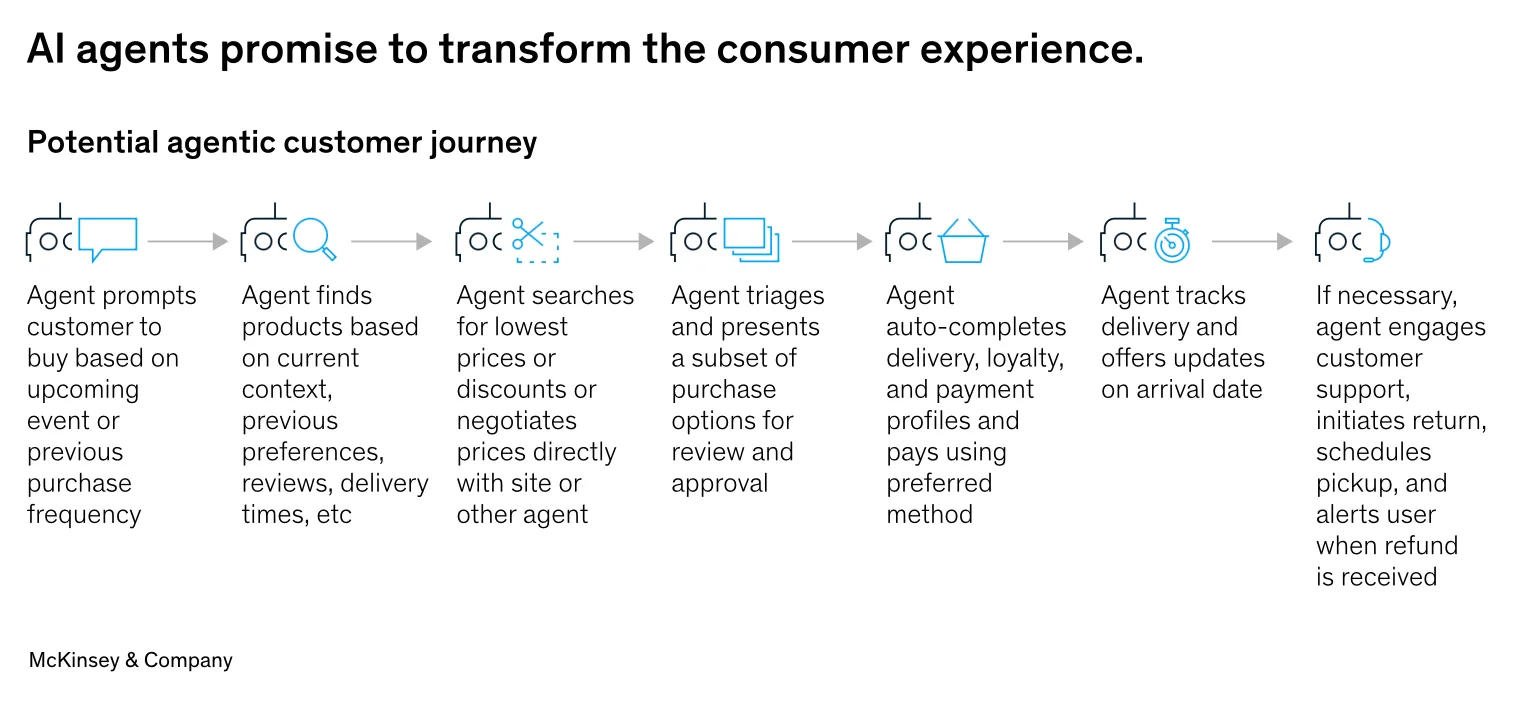 AI agents promise to transform the consumer experience.
Potential agentic customer journey
Agent prompts
customer to
buy based on
upcoming
event or
previous
purchase
frequency
Agent finds
products based
on current
context,
previous
preferences,
reviews, delivery
times, etc
Agent searches
for lowest
prices or
discounts or
negotiates
prices directly
with site or
other agent
Agent triages
and presents
a subset of
purchase
options for
review and
approval
Agent
auto-completes
delivery, loyalty,
and payment
profiles and
pays using
preferred
method
Agent tracks
delivery and
offers updates
on arrival date
If necessary,
agent engages
customer
support,
initiates return,
schedules
pickup, and
alerts user
when refund
is received
McKinsey & Company